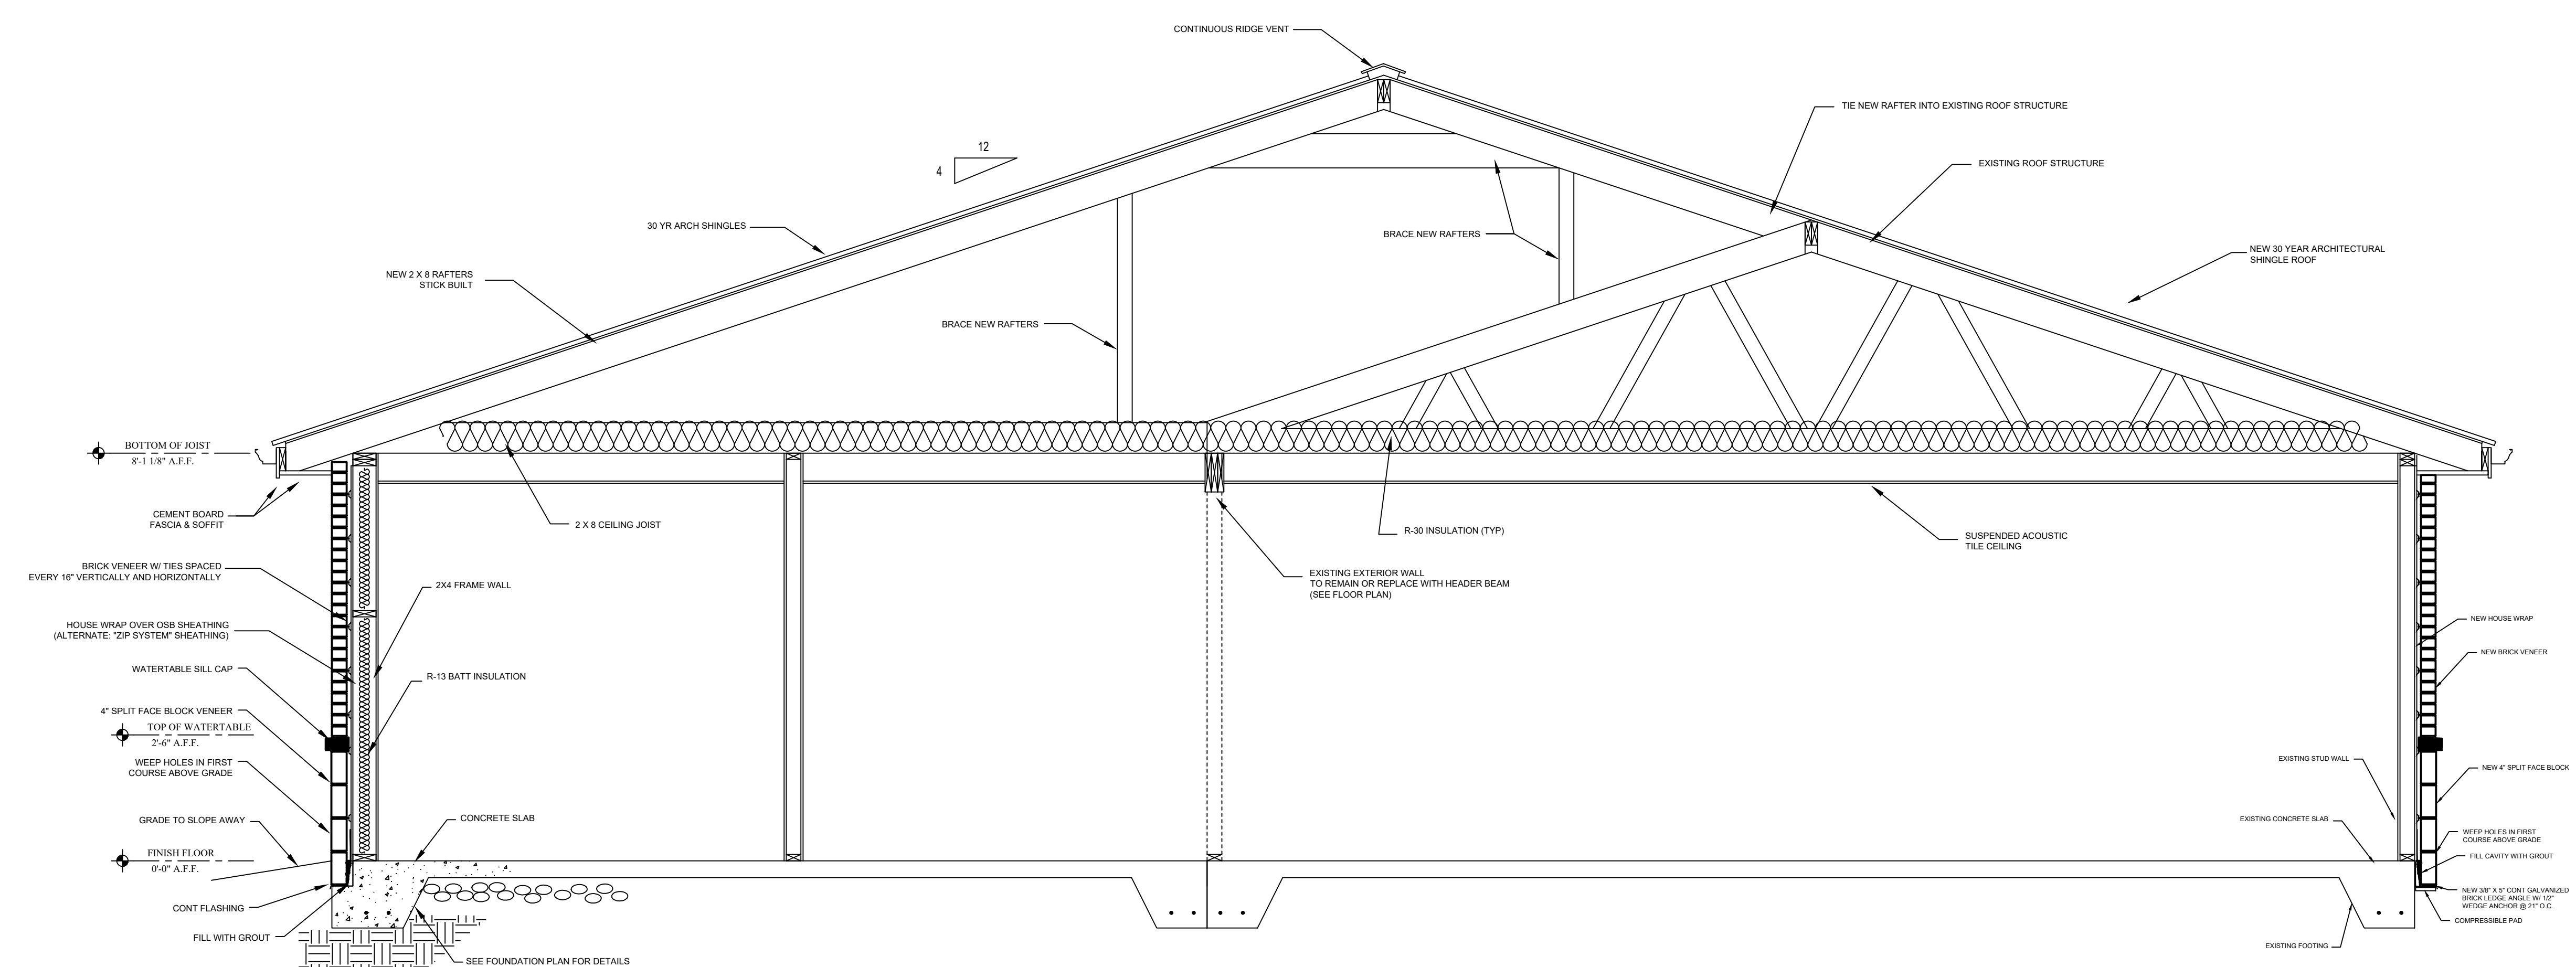 CONTINUOUS RIDGE VENT
TIE NEW RAFTER INTO EXISTING ROOF STRUCTURE
12
4
EXISTING ROOF STRUCTURE
30 YR ARCH SHINGLES
BRACE NEW RAFTERS
NEW 30 YEAR ARCHITECTURAL
SHINGLE ROOF
NEW 2 X 8 RAFTERS
STICK BUILT
BRACE NEW RAFTERS
BOTTOM OF JOIST
8'-1 1/8" A.F.F.
CEMENT BOARD
FASCIA & SOFFIT
2 X 8 CEILING JOIST
R-30 INSULATION (TYP)
SUSPENDED ACOUSTIC
TILE CEILING
BRICK VENEER W/ TIES SPACED
EVERY 16" VERTICALLY AND HORIZONTALLY
2X4 FRAME WALL
EXISTING EXTERIOR WALL
TO REMAIN OR REPLACE WITH HEADER BEAM
(SEE FLOOR PLAN)
HOUSE WRAP OVER OSB SHEATHING
(ALTERNATE: "ZIP SYSTEM" SHEATHING)
NEW HOUSE WRAP
WATERTABLE SILL CAP
R-13 BATT INSULATION
NEW BRICK VENEER
4" SPLIT FACE BLOCK VENEER
TOP OF WATERTABLE
2'-6" A.F.F.
WEEP HOLES IN FIRST
COURSE ABOVE GRADE
EXISTING STUD WALL
NEW 4" SPLIT FACE BLOCK
GRADE TO SLOPE AWAY
CONCRETE SLAB
EXISTING CONCRETE SLAB
WEEP HOLES IN FIRST
COURSE ABOVE GRADE
FINISH FLOOR
0'-0" A.F.F.
FILL CAVITY WITH GROUT
NEW 3/8" X 5" CONT GALVANIZED
BRICK LEDGE ANGLE W/ 1/2"
WEDGE ANCHOR @ 21" O.C.
CONT FLASHING
COMPRESSIBLE PAD
FILL WITH GROUT
EXISTING FOOTING
SEE FOUNDATION PLAN FOR DETAILS